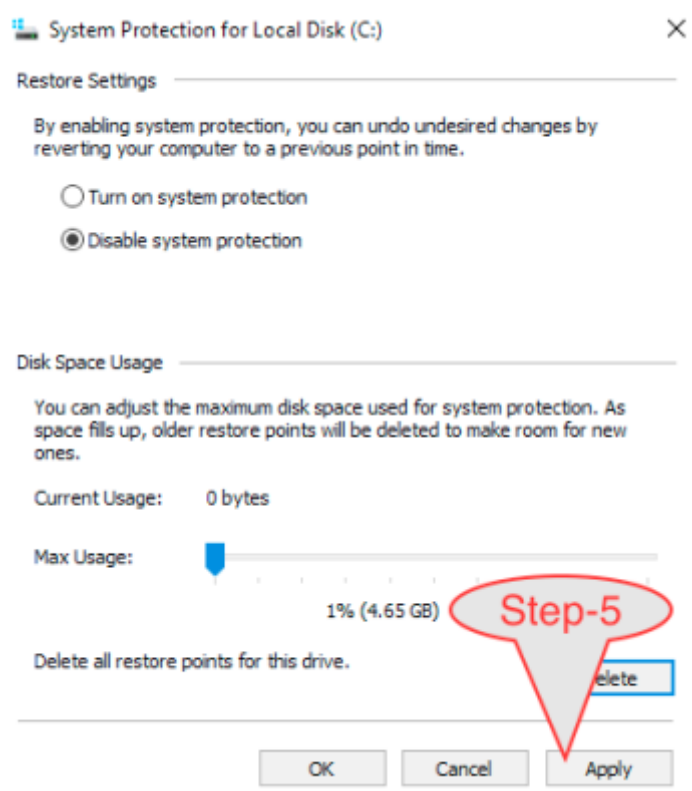 System Protection for Local Disk (C:)
Restore Settings
By enabling system protection, you can undo undesired changes by
reverting your computer to a previous point in time.
Turn on system protection
Disable system protection
Disk Space Usage
You can adjust the maximum disk space used for system protection. As
space fills up, older restore points will be deleted to make room for new
ones.
Current Usage: 0 bytes
Max Usage:
1% (4.65 GB)
Step-5
Delete all restore points for this drive.
elete
OK Cancel Apply